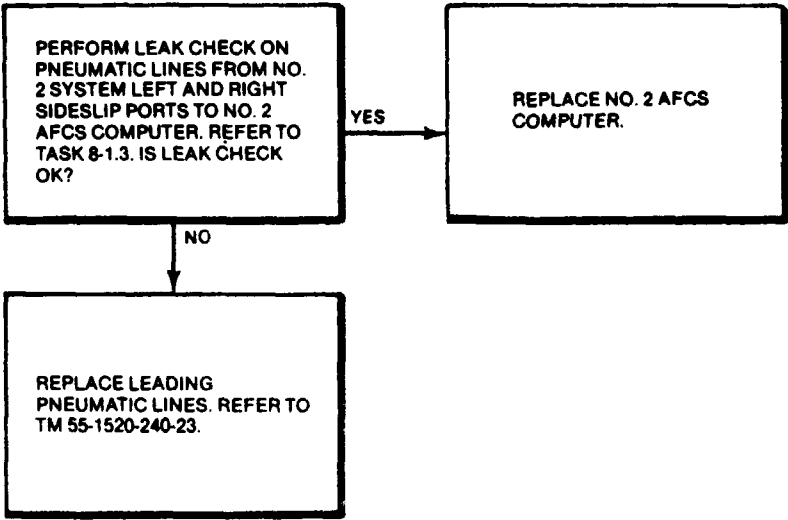 PERFORM LEAK CHECK ON
PNEUMATIC LINES FROM NO.
2 SYSTEM LEFT AND RIGHT
SIDESLIP PORTS TO NO. 2
AFCS COMPUTER. REFER TO
TASK 8-1.3. IS LEAK CHECK
OK?
YES
REPLACE NO. 2 AFCS
COMPUTER.
NO
REPLACE LEADING
PNEUMATIC LINES. REFER TO
TM 55-1520-240-23.